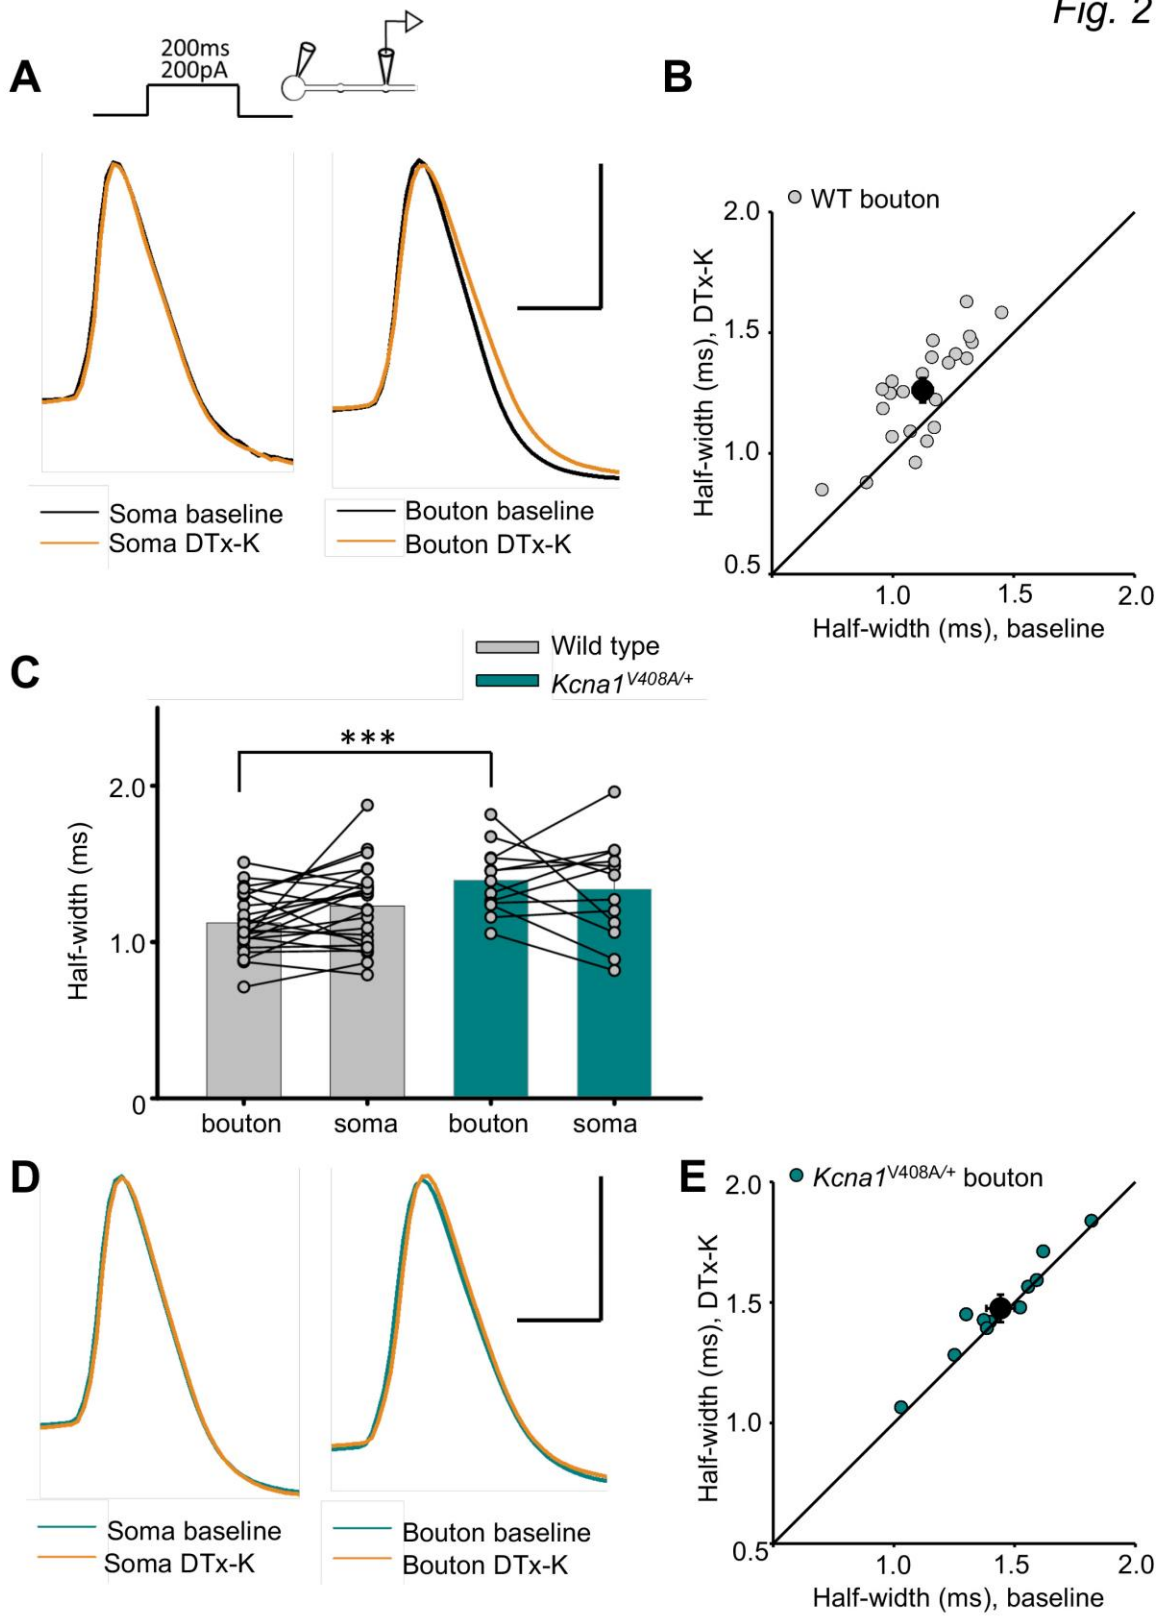 Fig. 2
A
200ms
200pA
B
WT bouton
2.0
1.5
1.0
0.5
1.0
1.5
2.0
Half-width (ms), DTx-K
Half-width (ms), baseline
Soma baseline
Soma DTx-K
Bouton baseline
Bouton DTx-K
C
Wild type
Kcna1V408A/+
***
2.0
1.0
0
Half-width (ms)
bouton
soma
bouton
soma
D
Soma baseline
Soma DTx-K
Bouton baseline
Bouton DTx-K
E
Kcna1V408A/+ bouton
2.0
1.5
1.0
0.5
1.0
1.5
2.0
Half-width (ms), DTx-K
Half-width (ms), baseline